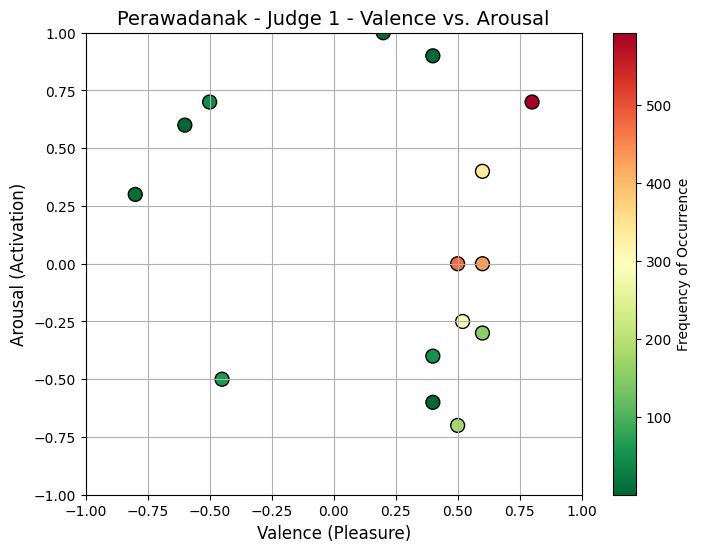 Perawadanak - Judge 1 - Valence vs. Arousal
1.00
0.75
0.50
0.25
0.00
−0.25
−0.50
−0.75
−1.00
Arousal (Activation)
−1.00 −0.75 −0.50 −0.25 0.00 0.25 0.50 0.75 1.00
Valence (Pleasure)
500
400
300
200
100
Frequency of Occurrence